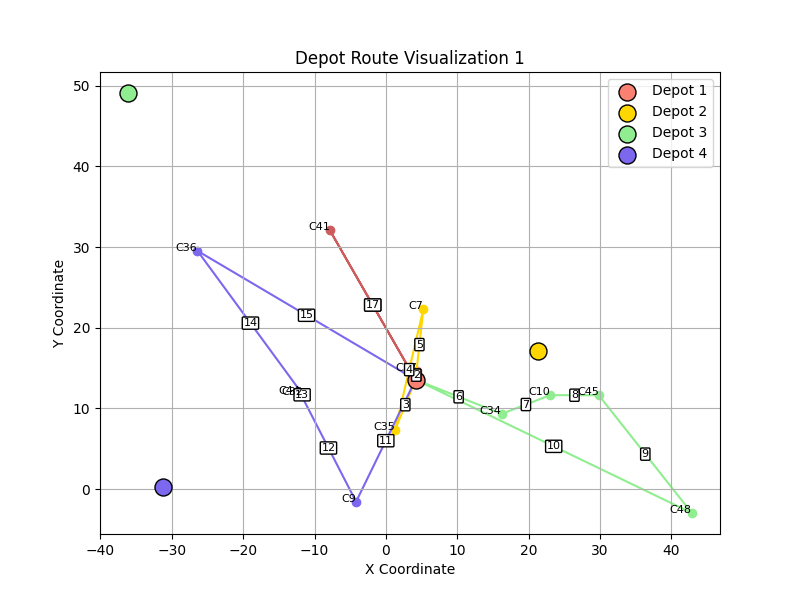 Depot Route Visualization 1
Depot 1
Depot 2
Depot 3
Depot 4
Y Coordinate
50
40
30
20
10
0
C41
C36
17
14
15
C7
5
4
2
3
6
C34
7
C10
8
C45
13
C35
11
12
10
9
C9
C48
−40
−30
−20
−10
0
10
20
30
40
X Coordinate